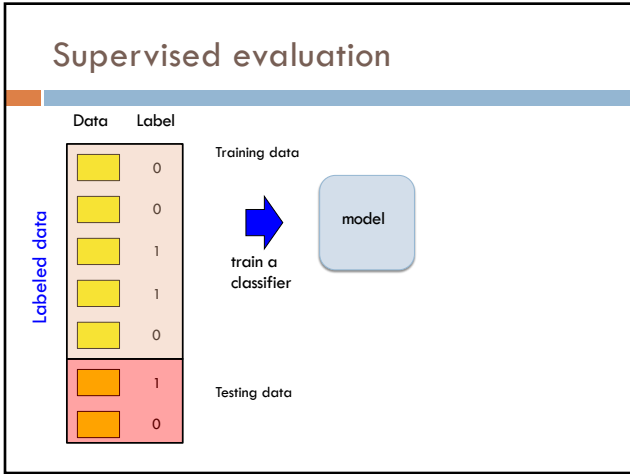 Supervised evaluation
Data Label
Labeled data
0
0
1
1
0
1
0
Training data
train a
classifier
model
Testing data